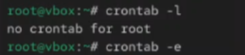 root@vbox:~# crontab -l
no crontab for root
root@vbox:~# crontab -e